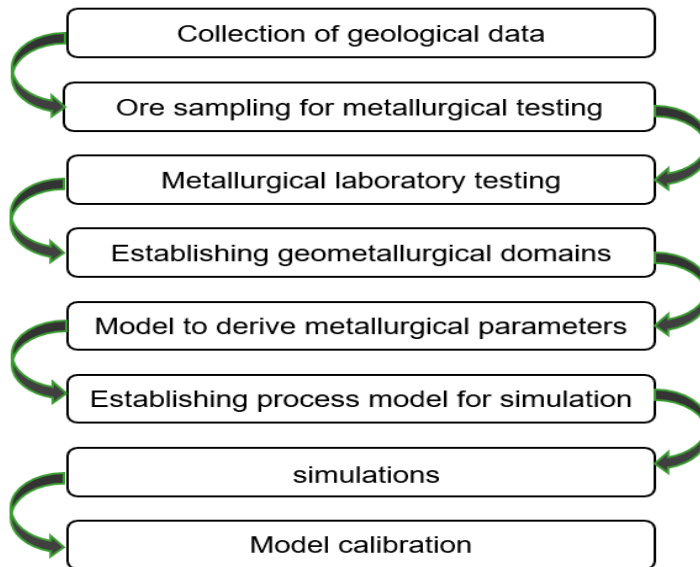 Collection of geological data
Ore sampling for metallurgical testing
Metallurgical laboratory testing
Establishing geometallurgical domains
Model to derive metallurgical parameters
Establishing process model for simulation
simulations
Model calibration